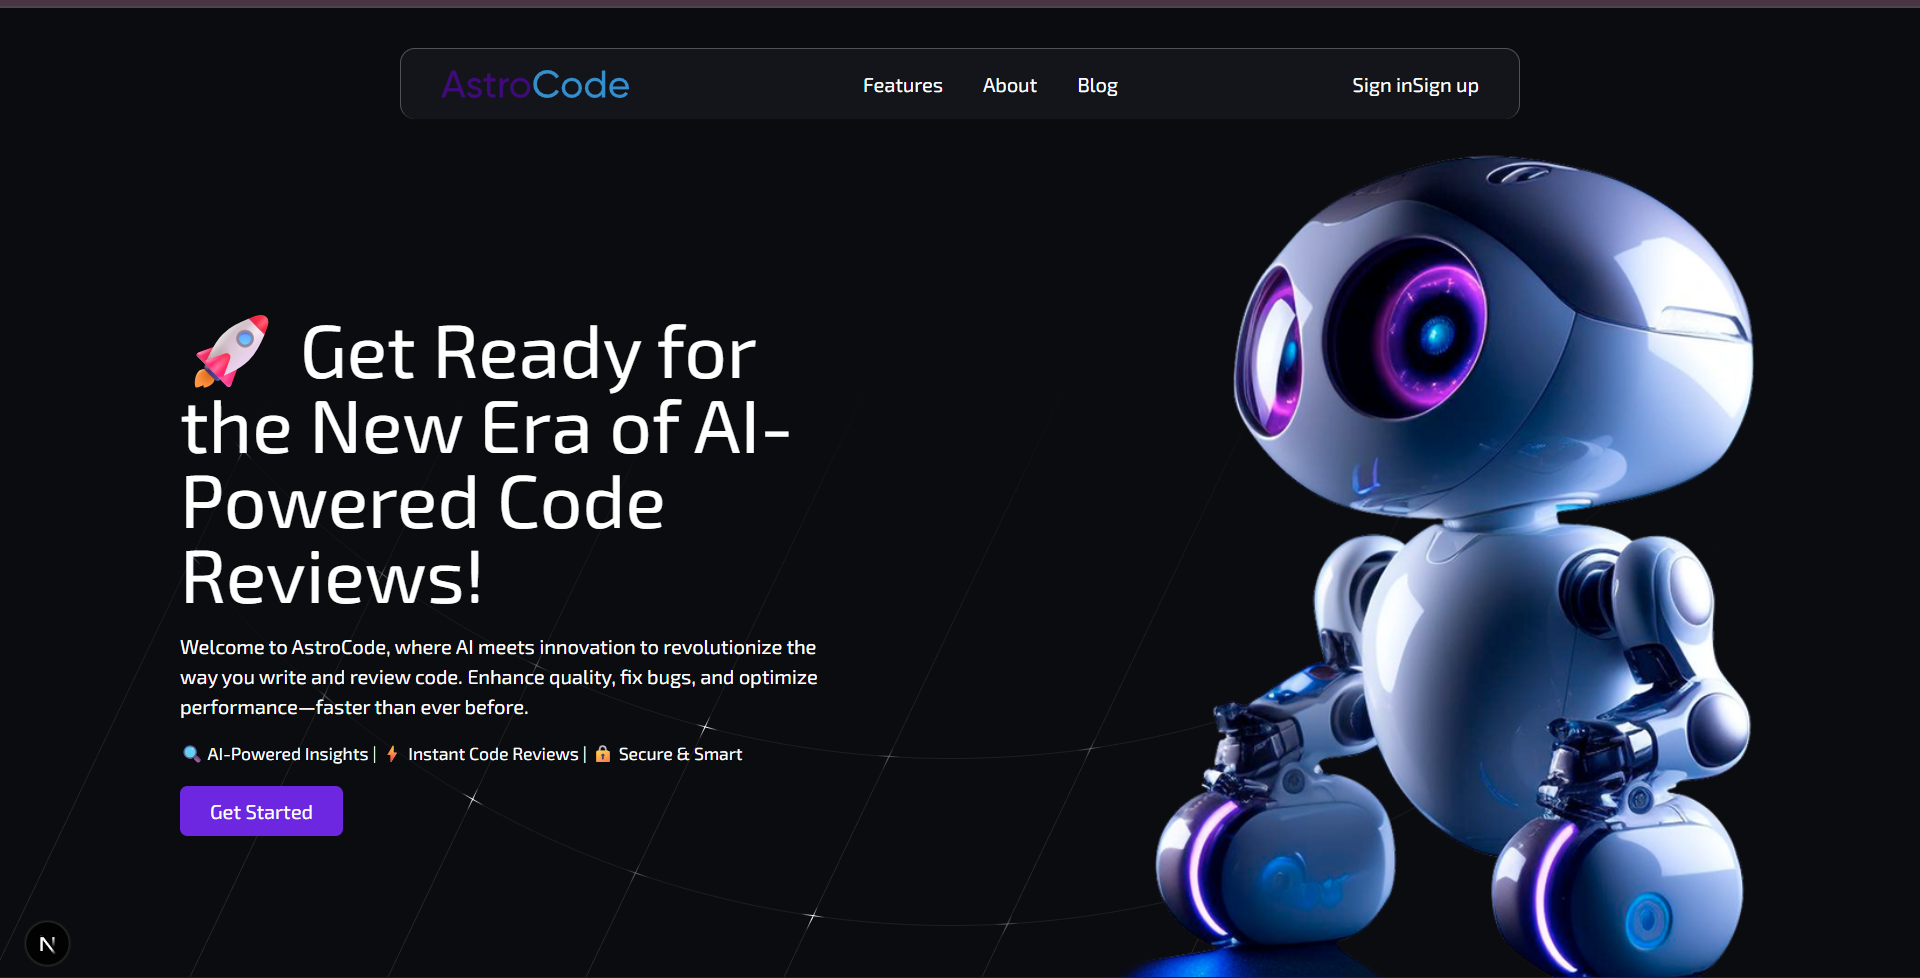 AstroCode
Features
About
Blog
Sign inSign up
🚀 Get Ready for
the New Era of AI-
Powered Code
Reviews!
Welcome to AstroCode, where AI meets innovation to revolutionize the
way you write and review code. Enhance quality, fix bugs, and optimize
performance—faster than ever before.
🔍 AI-Powered Insights | ⚡ Instant Code Reviews | 🔒 Secure & Smart
Get Started
N